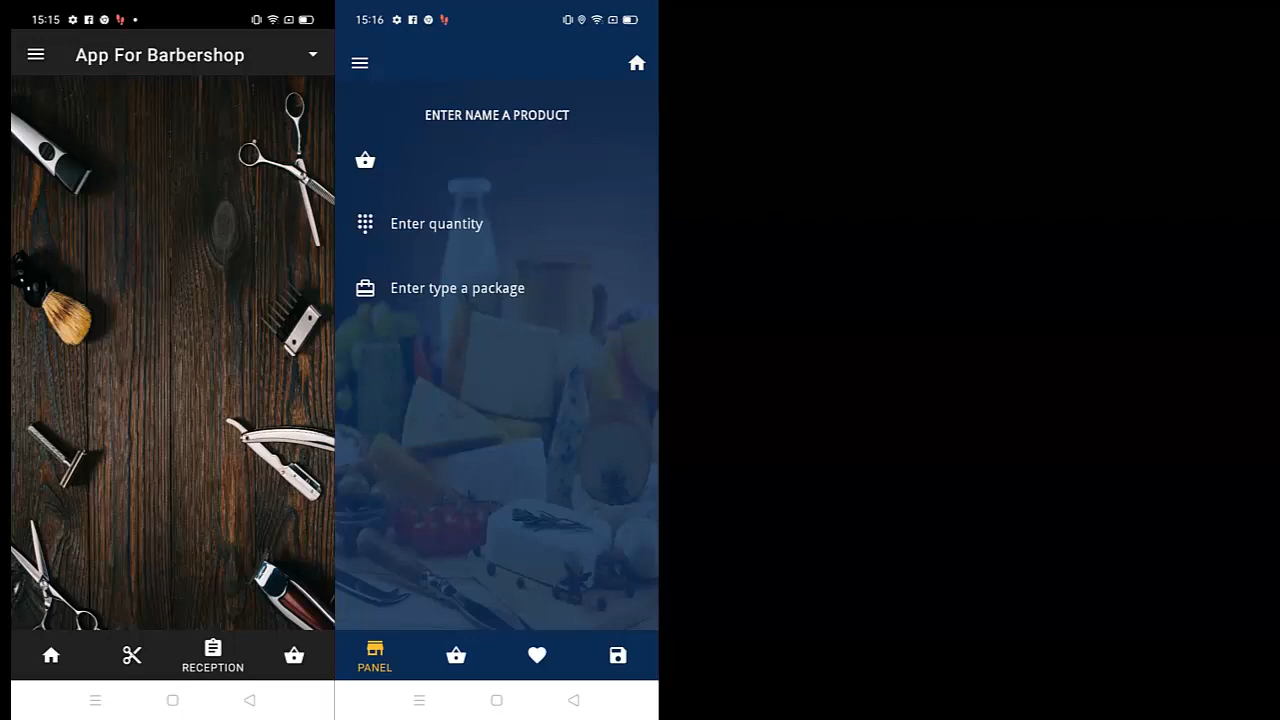 15:15
App For Barbershop
RECEPTION
15:16
ENTER NAME A PRODUCT
Enter quantity
Enter type a package
PANEL